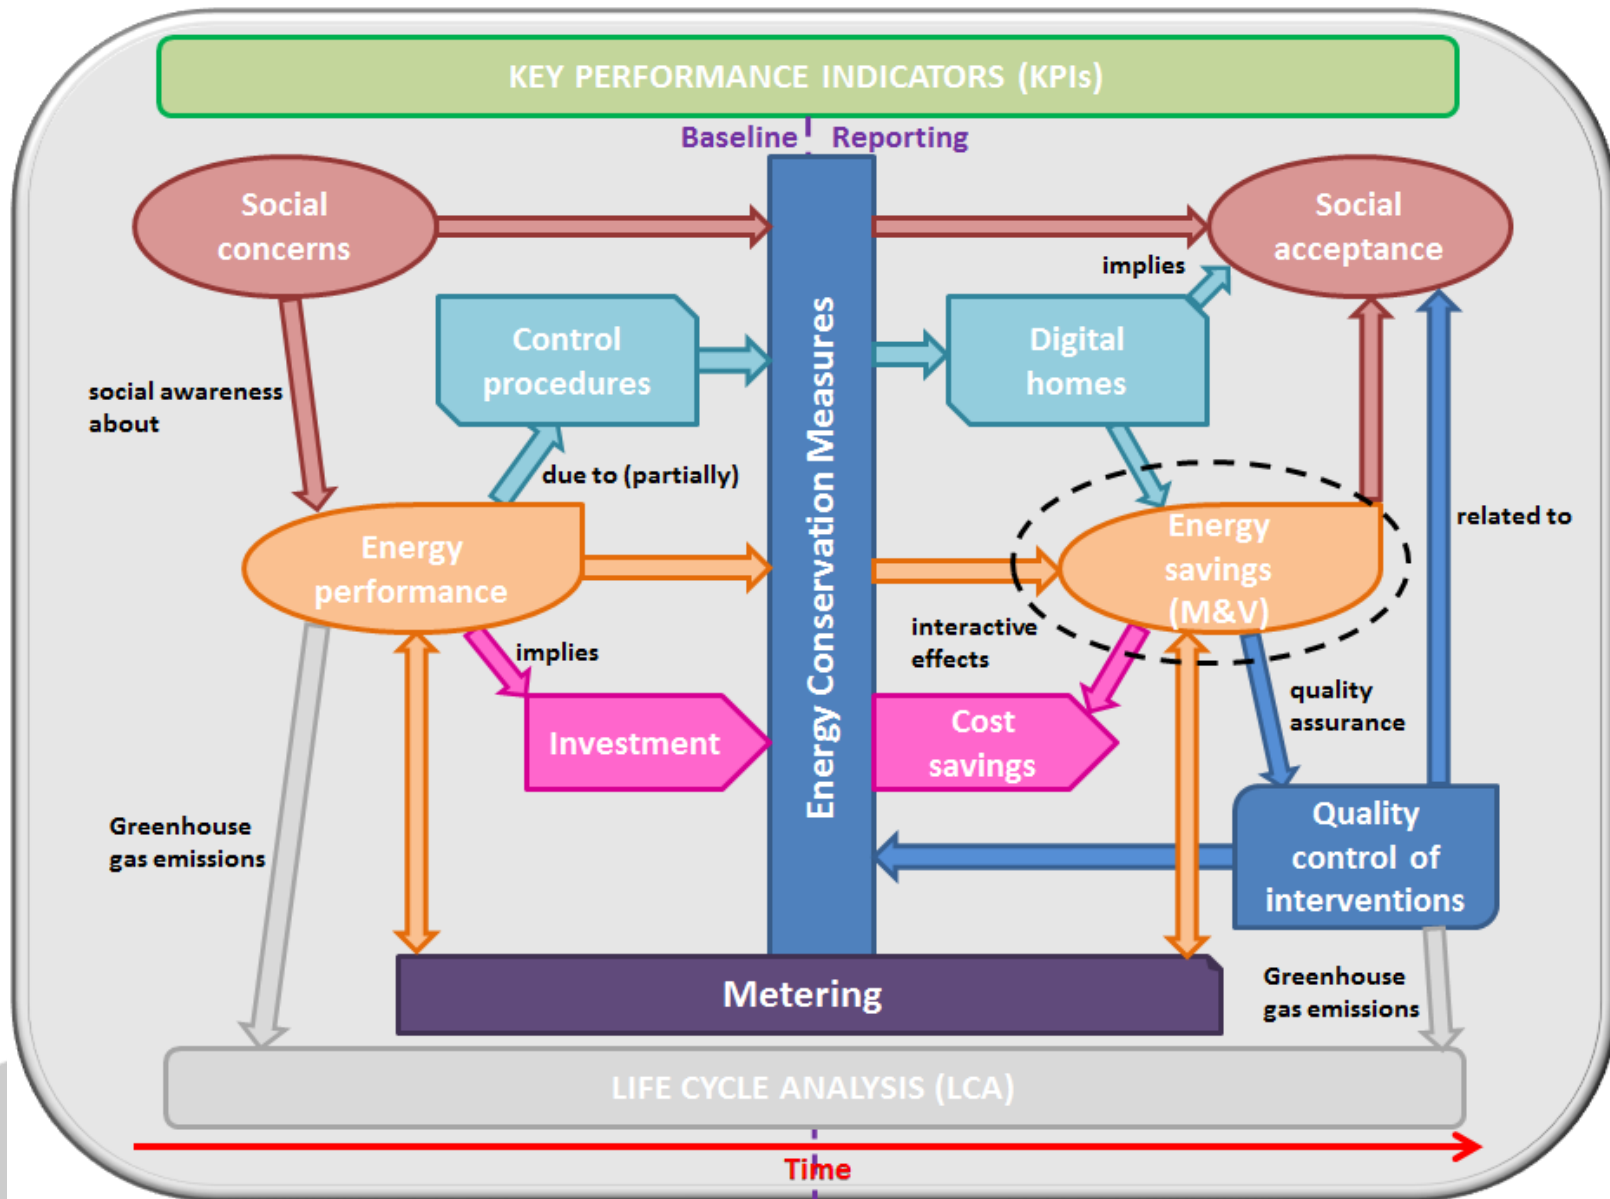 KEY PERFORMANCE INDICATORS (KPIs)
Baseline
Reporting
Social
concerns
Social
acceptance
implies
Control
procedures
Digital
homes
social awareness
about
due to (partially)
Energy Conservation Measures
Energy
performance
Energy
savings
(M&V)
related to
implies
interactive
effects
quality
assurance
Investment
Cost
savings
Greenhouse
gas emissions
Quality
control of
interventions
Metering
Greenhouse
gas emissions
LIFE CYCLE ANALYSIS (LCA)
Time